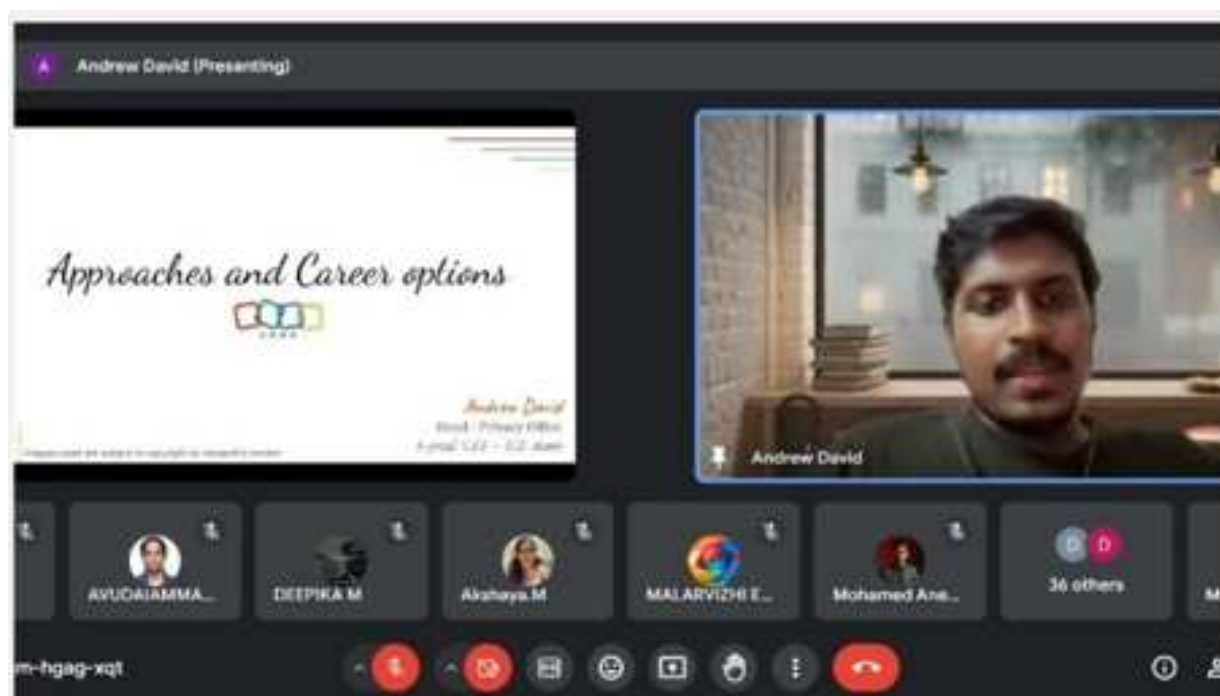 A
Andrew David (Presenting)
Approaches and Career options
Andrew David
Andrew David
AVUDAIAMMA...
DEEPIKA M
Akshaya.M
MALARVIZHI E...
Mohamed Ane...
D D
36 others
M
m-hgag-xqt